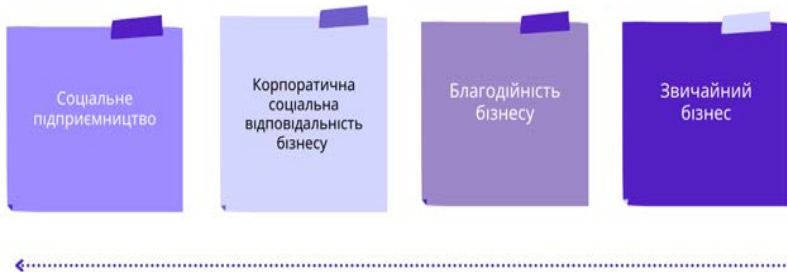 Соціальне
підприємництво
Корпоративна
соціальна
відповідальність
бізнесу
Благодійність
бізнесу
Звичайний
бізнес